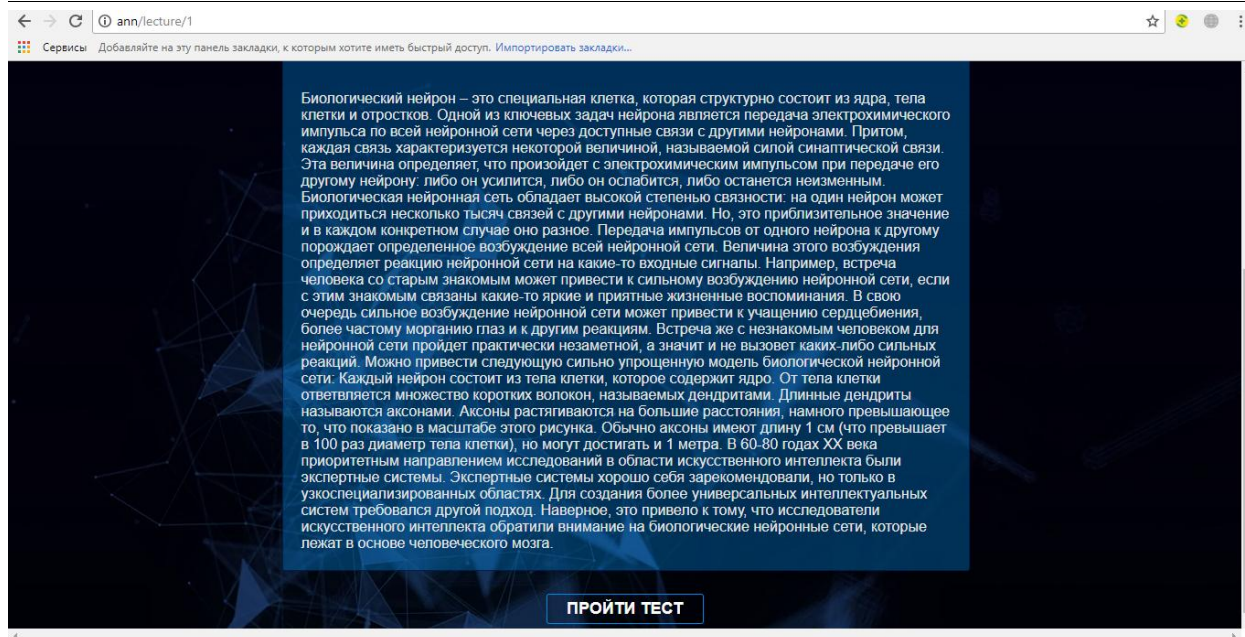 ann/lecture/1
Сервисы Добавляйте на эту панель закладки, к которым хотите иметь быстрый доступ. Импортировать закладки...
Биологический нейрон – это специальная клетка, которая структурно состоит из ядра, тела
клетки и отростков. Одной из ключевых задач нейрона является передача электрохимического
импульса по всей нейронной сети через доступные связи с другими нейронами. Притом,
каждая связь характеризуется некоторой величиной, называемой силой синаптической связи.
Эта величина определяет, что произойдет с электрохимическим импульсом при передаче его
другому нейрону: либо он усилится, либо он ослабится, либо останется неизменным.
Биологическая нейронная сеть обладает высокой степенью связности: на один нейрон может
приходиться несколько тысяч связей с другими нейронами. Но, это приблизительное значение
и в каждом конкретном случае оно разное. Передача импульсов от одного нейрона к другому
порождает определенное возбуждение всей нейронной сети. Величина этого возбуждения
определяет реакцию нейронной сети на какие-то входные сигналы. Например, встреча
человека со старым знакомым может привести к сильному возбуждению нейронной сети, если
с этим знакомым связаны какие-то яркие и приятные жизненные воспоминания. В свою
очередь сильное возбуждение нейронной сети может привести к учащению сердцебиения,
более частому морганию глаз и к другим реакциям. Встреча же с незнакомым человеком для
нейронной сети пройдет практически незаметной, а значит и не вызовет каких-либо сильных
реакций. Можно привести следующую сильно упрощенную модель биологической нейронной
сети: Каждый нейрон состоит из тела клетки, которое содержит ядро. От тела клетки
ответвляется множество коротких волокон, называемых дендритами. Длинные дендриты
называются аксонами. Аксоны растягиваются на большие расстояния, намного превышающее
то, что показано в масштабе этого рисунка. Обычно аксоны имеют длину 1 см (что превышает
в 100 раз диаметр тела клетки), но могут достигать и 1 метра. В 60-80 годах XX века
приоритетным направлением исследований в области искусственного интеллекта были
экспертные системы. Экспертные системы хорошо себя зарекомендовали, но только в
узкоспециализированных областях. Для создания более универсальных интеллектуальных
систем требовался другой подход. Наверное, это привело к тому, что исследователи
искусственного интеллекта обратили внимание на биологические нейронные сети, которые
лежат в основе человеческого мозга.
ПРОЙТИ ТЕСТ